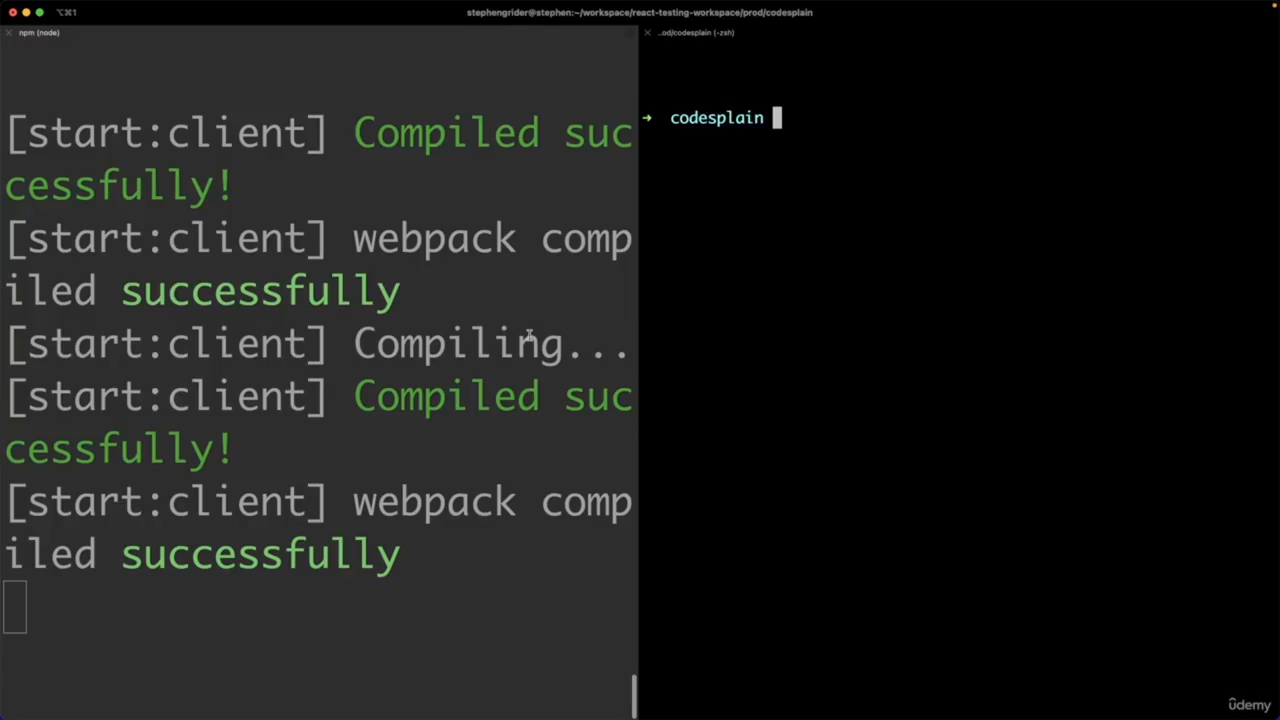 ⌥⌘1
stephengrider@stephen:~/workspace/react-testing-workspace/prod/codesplain
npm (node)
[start:client] Compiled suc
cessfully!
[start:client] webpack comp
iled successfully
[start:client] Compiling...
[start:client] Compiled suc
cessfully!
[start:client] webpack comp
iled successfully
..od/codesplain (-zsh)
➜ codesplain
ûdemy